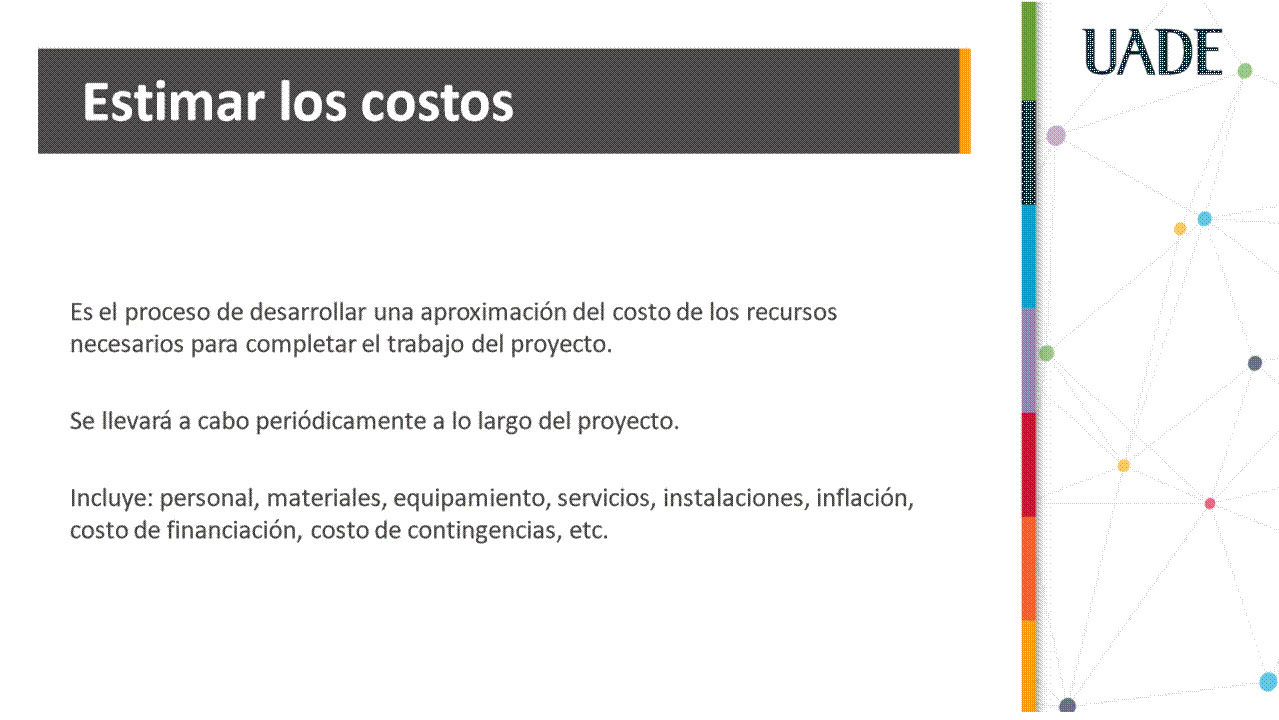 UADE
Estimar los costos
Es el proceso de desarrollar una aproximación del costo de los recursos
necesarios para completar el trabajo del proyecto.
Se llevará a cabo periódicamente a lo largo del proyecto.
Incluye: personal, materiales, equipamiento, servicios, instalaciones, inflación,
costo de financiación, costo de contingencias, etc.